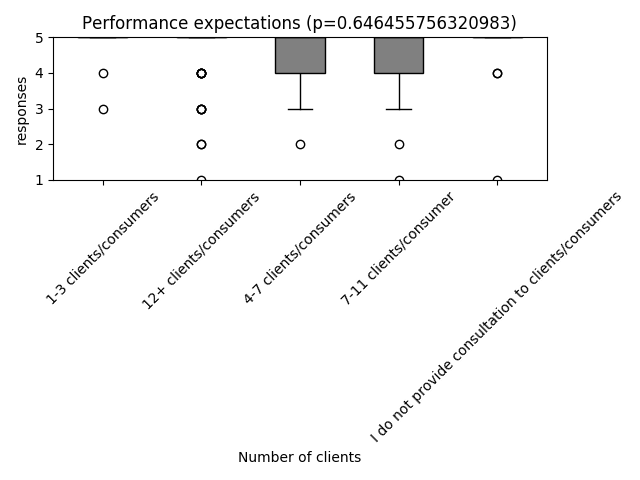 Performance expectations (p=0.646455756320983)
responses
5
4
3
2
1
1-3 clients/consumers
12+ clients/consumers
4-7 clients/consumers
7-11 clients/consumer
I do not provide consultation to clients/consumers
Number of clients